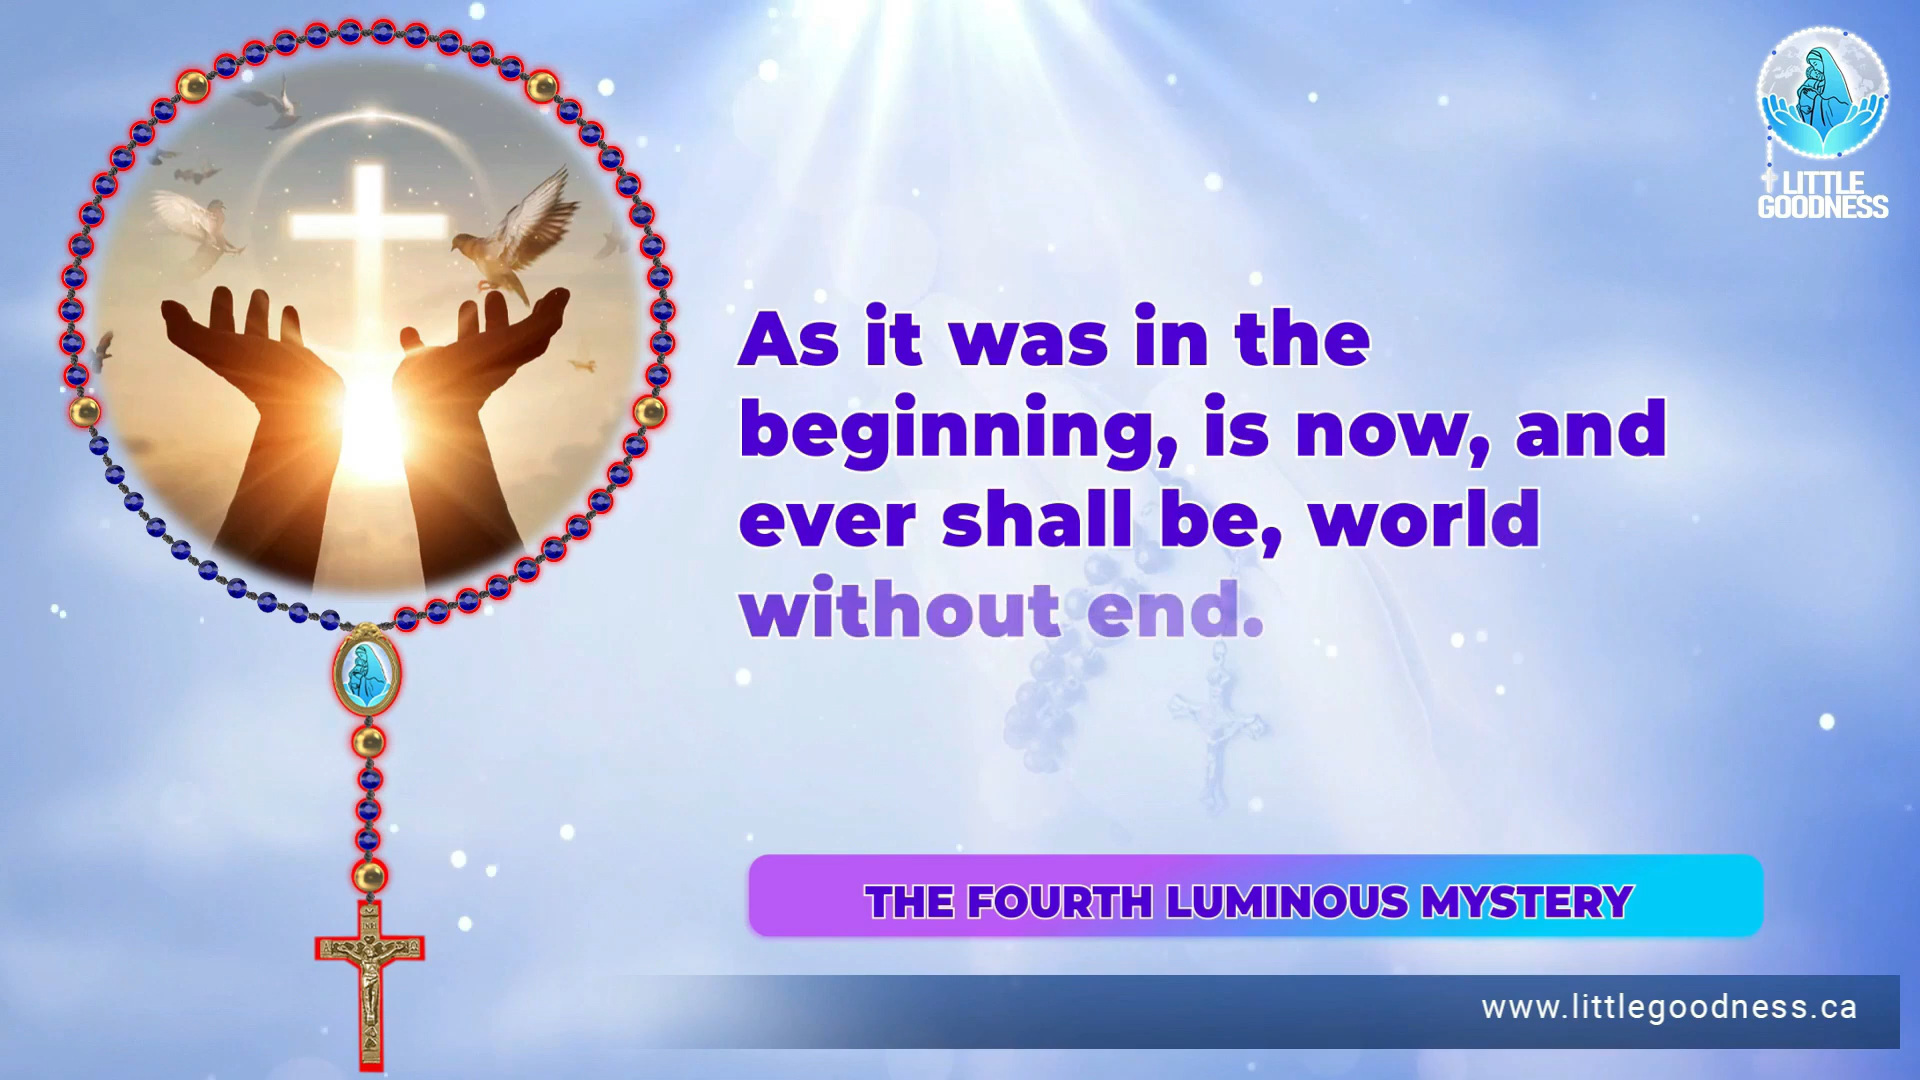 LITTLE
GOODNESS
As it was in the
beginning, is now, and
ever shall be, world
without end.
THE FOURTH LUMINOUS MYSTERY
www.littlegoodness.ca